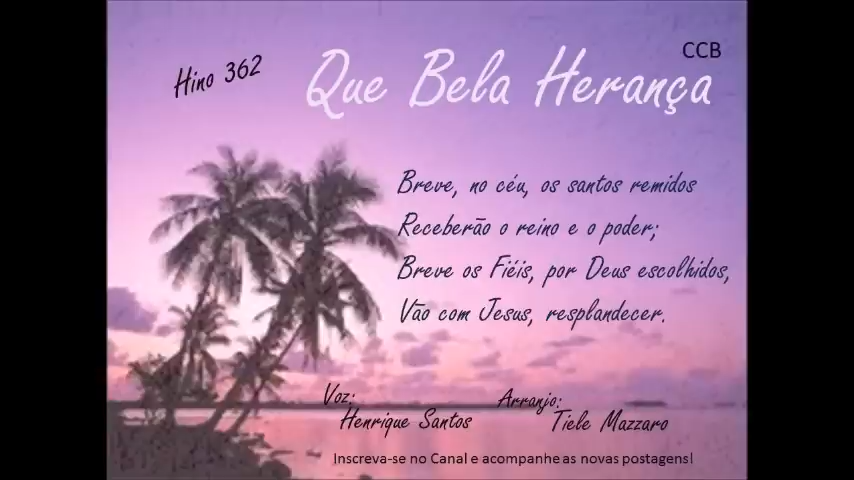 CCB
Hino 362
Que Bela Herança
Breve, no céu, os santos remidos
Receberão o reino e o poder;
Breve os Fiéis, por Deus escolhidos,
Vão com Jesus, resplandecer.
Voz:
Henrique Santos
Arranjo:
Tiele Mazzaro
Inscreva-se no Canal e acompanhe as novas postagens!